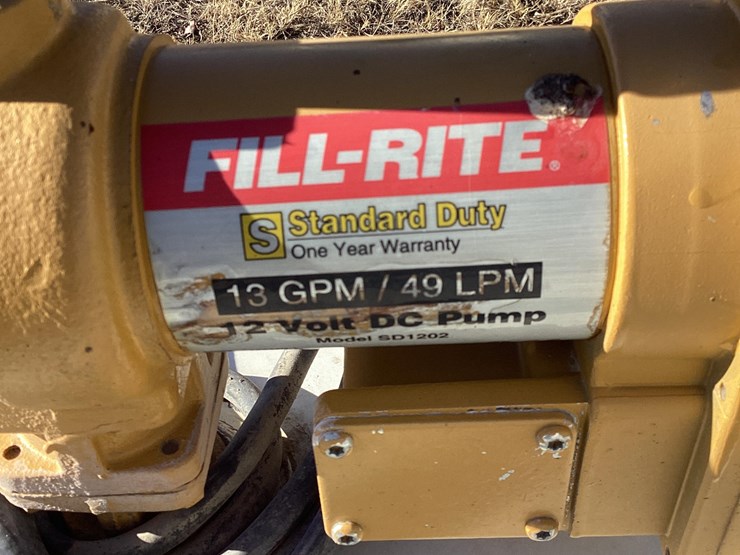 FILL-RITE®
S Standard Duty
One Year Warranty
13 GPM / 49 LPM
12 Volt DC Pump
Model SD1202